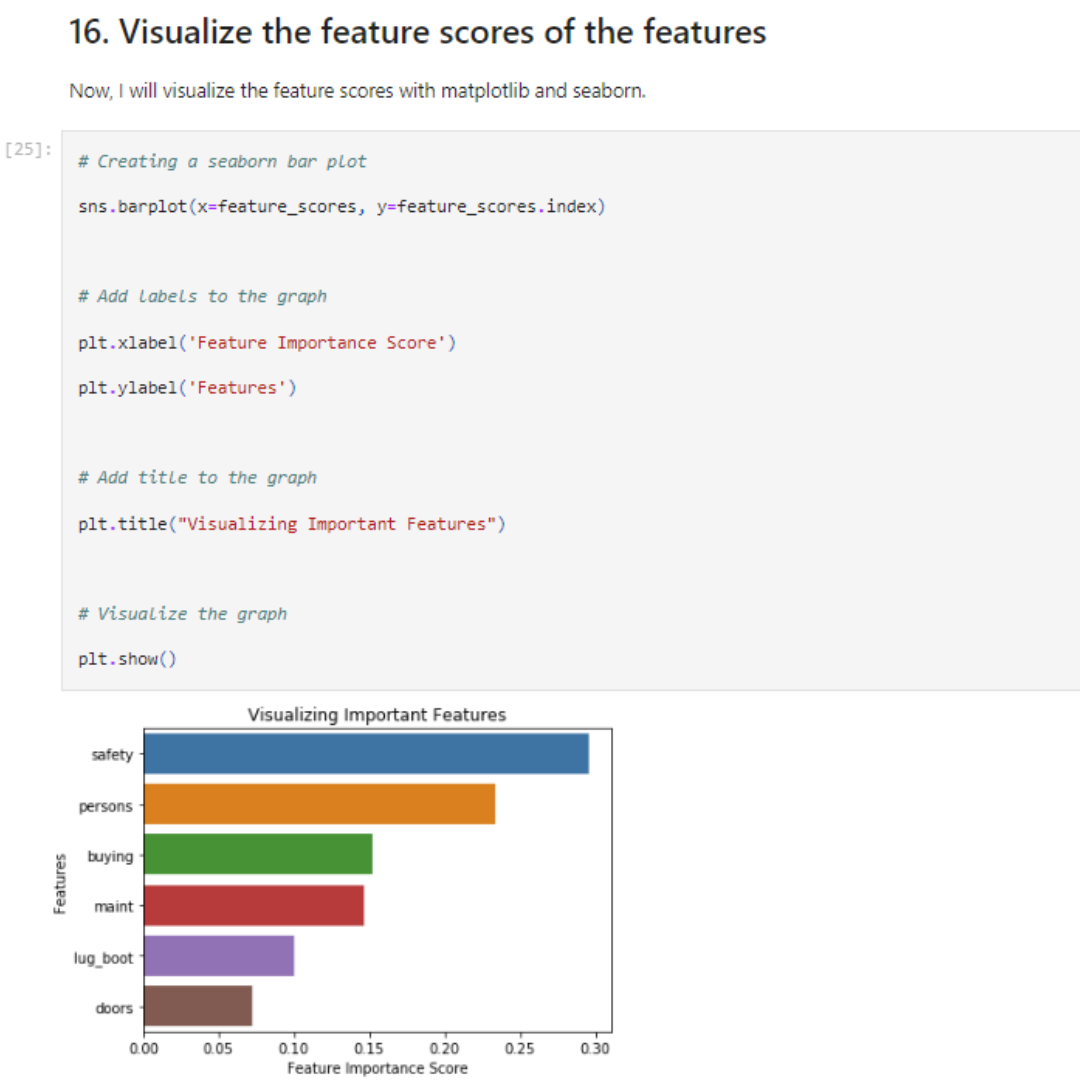 16. Visualize the feature scores of the features
Now, I will visualize the feature scores with matplotlib and seaborn.
[25]:
# Creating a seaborn bar plot
sns.barplot(x=feature_scores, y=feature_scores.index)
# Add labels to the graph
plt.xlabel('Feature Importance Score')
plt.ylabel('Features')
# Add title to the graph
plt.title("Visualizing Important Features")
# Visualize the graph
plt.show()
Visualizing Important Features
safety
persons
buying
maint
lug_boot
doors
Features
0.00 0.05 0.10 0.15 0.20 0.25 0.30
Feature Importance Score